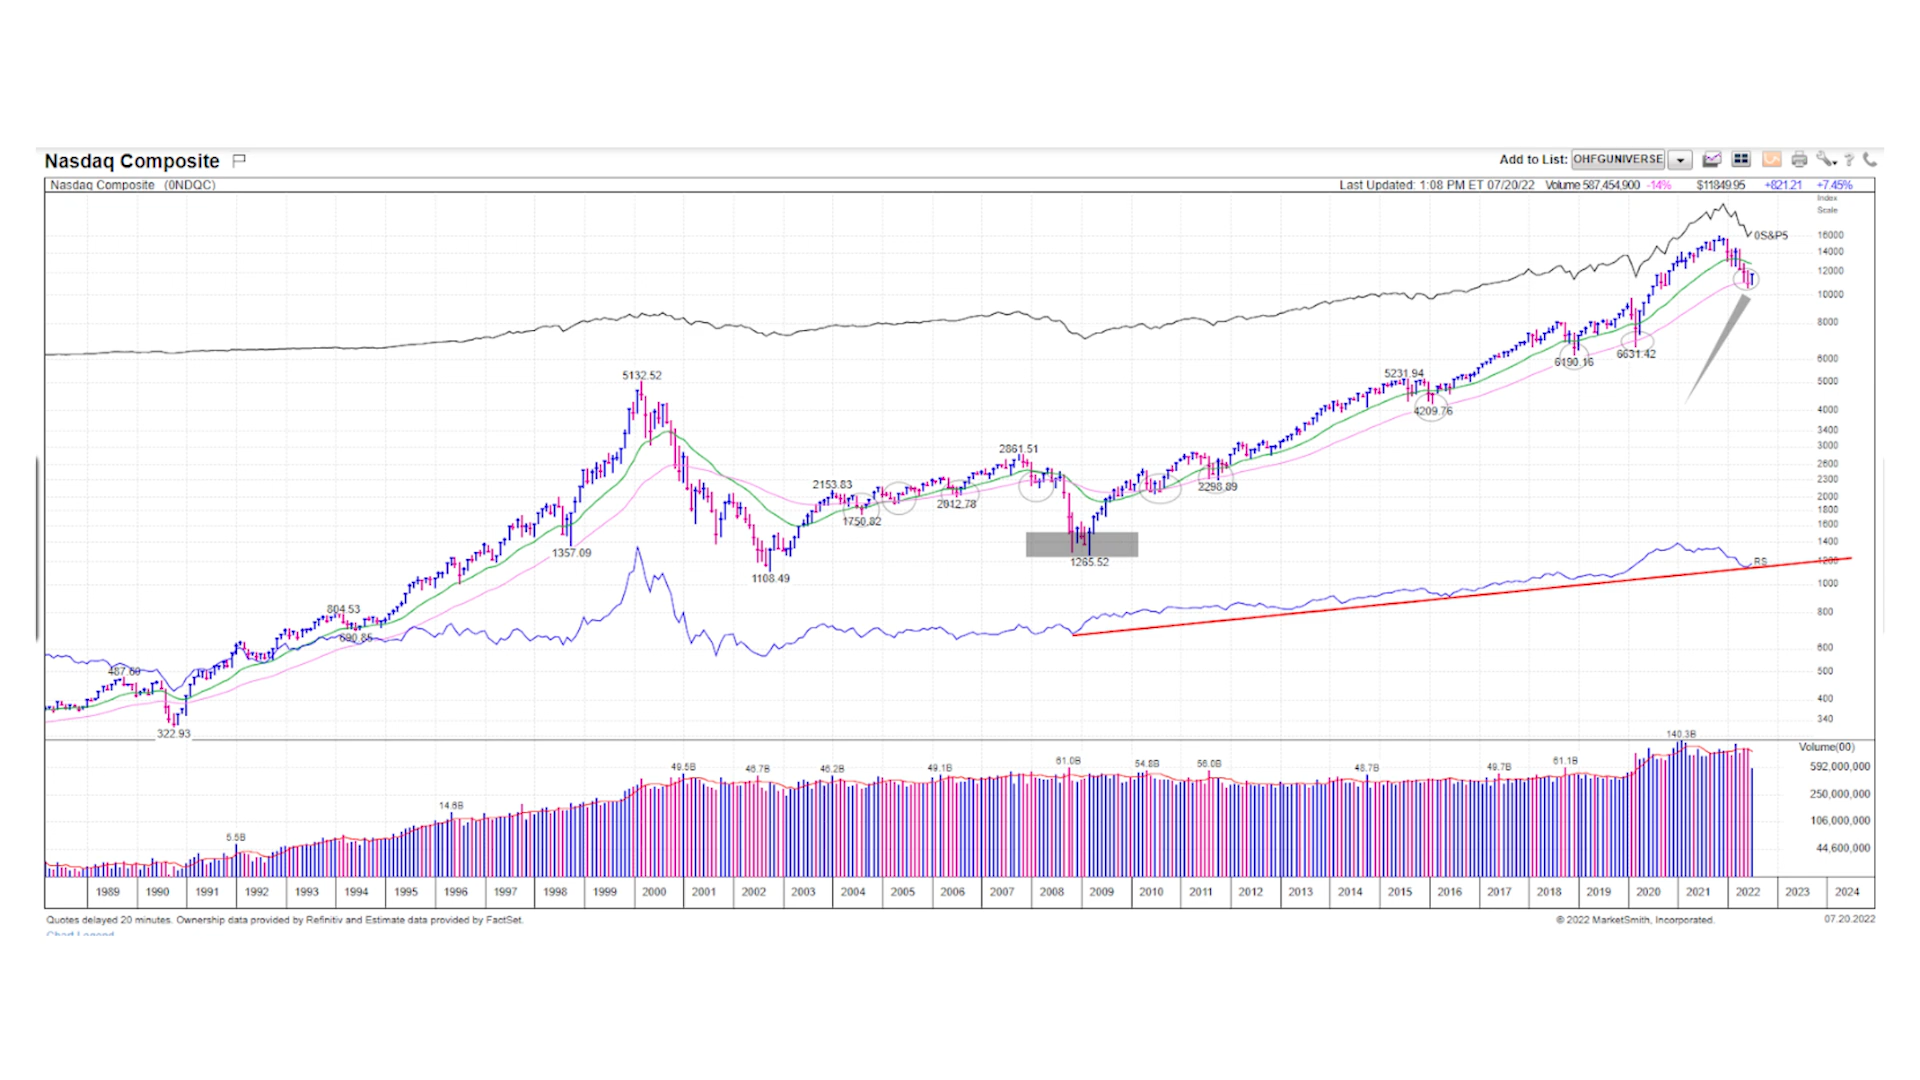 Nasdaq Composite
Add to List: OHFGUNIVERSE
Nasdaq Composite (0NDQC)
Last Updated: 1:08 PM ET 07/20/22 Volume 587,454,900 -14% $11849.95 +821.21 +7.45%
Index
Scale
0S&P5
16000
14000
12000
10000
8000
6190.16
6631.42
6000
5132.52
5231.94
5000
4209.76
4000
3400
3000
2861.51
2600
2300
2153.83
2298.89
2012.78
2000
1750.82
1800
1600
1357.09
1400
1265.52
RS
1200
1108.49
1000
804.53
800
690.85
600
487.60
500
400
340
322.93
140.3B
Volume(00)
49.5B
46.7B
46.2B
49.1B
61.0B
54.8B
56.0B
48.7B
49.7B
61.1B
592,000,000
250,000,000
14.6B
106,000,000
5.5B
44,600,000
1989 1990 1991 1992 1993 1994 1995 1996 1997 1998 1999 2000 2001 2002 2003 2004 2005 2006 2007 2008 2009 2010 2011 2012 2013 2014 2015 2016 2017 2018 2019 2020 2021 2022 2023 2024
Quotes delayed 20 minutes. Ownership data provided by Refinitiv and Estimate data provided by FactSet.
© 2022 MarketSmith, Incorporated.
07.20.2022
Chart Legend